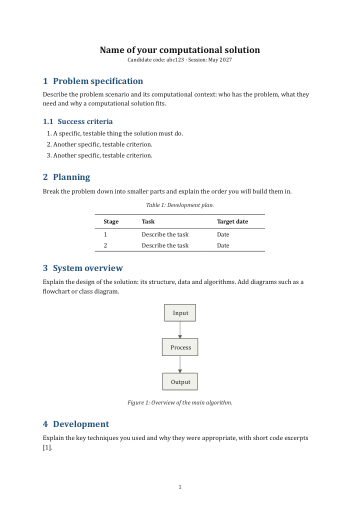 Name of your computational solution
Candidate code: abc123 · Session: May 2027
1 Problem specification
Describe the problem scenario and its computational context: who has the problem, what they
need and why a computational solution fits.
1.1 Success criteria
1. A specific, testable thing the solution must do.
2. Another specific, testable criterion.
3. Another specific, testable criterion.
2 Planning
Break the problem down into smaller parts and explain the order you will build them in.
Table 1: Development plan.
Stage Task Target date
1 Describe the task Date
2 Describe the task Date
3 System overview
Explain the design of the solution: its structure, data and algorithms. Add diagrams such as a
flowchart or class diagram.
Input
Process
Output
Figure 1: Overview of the main algorithm.
4 Development
Explain the key techniques you used and why they were appropriate, with short code excerpts
[1].
1